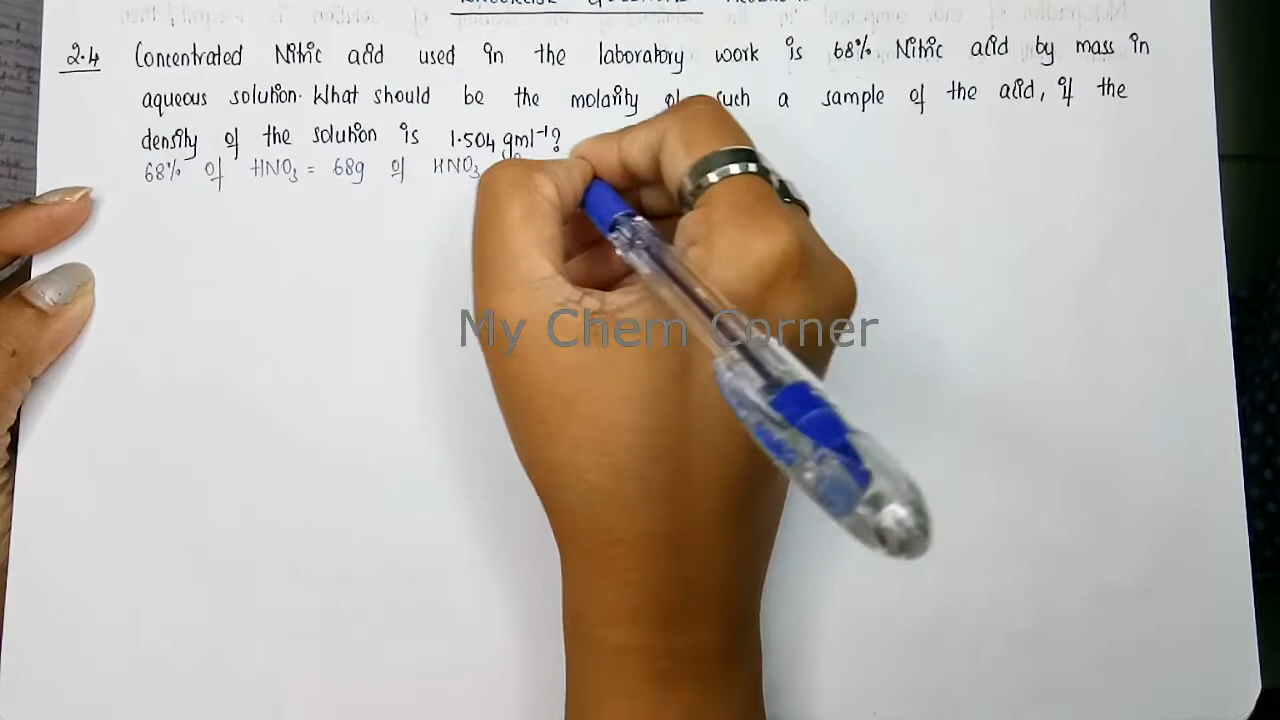 2.4 Concentrated Nitric acid used in the laboratory work is 68% Nitric acid by mass in
aqueous solution. What should be the molarity of such a sample of the acid, if the
density of the solution is 1.504 gml⁻¹?
68% of HNO₃ = 68g of HNO₃
My Chem Corner